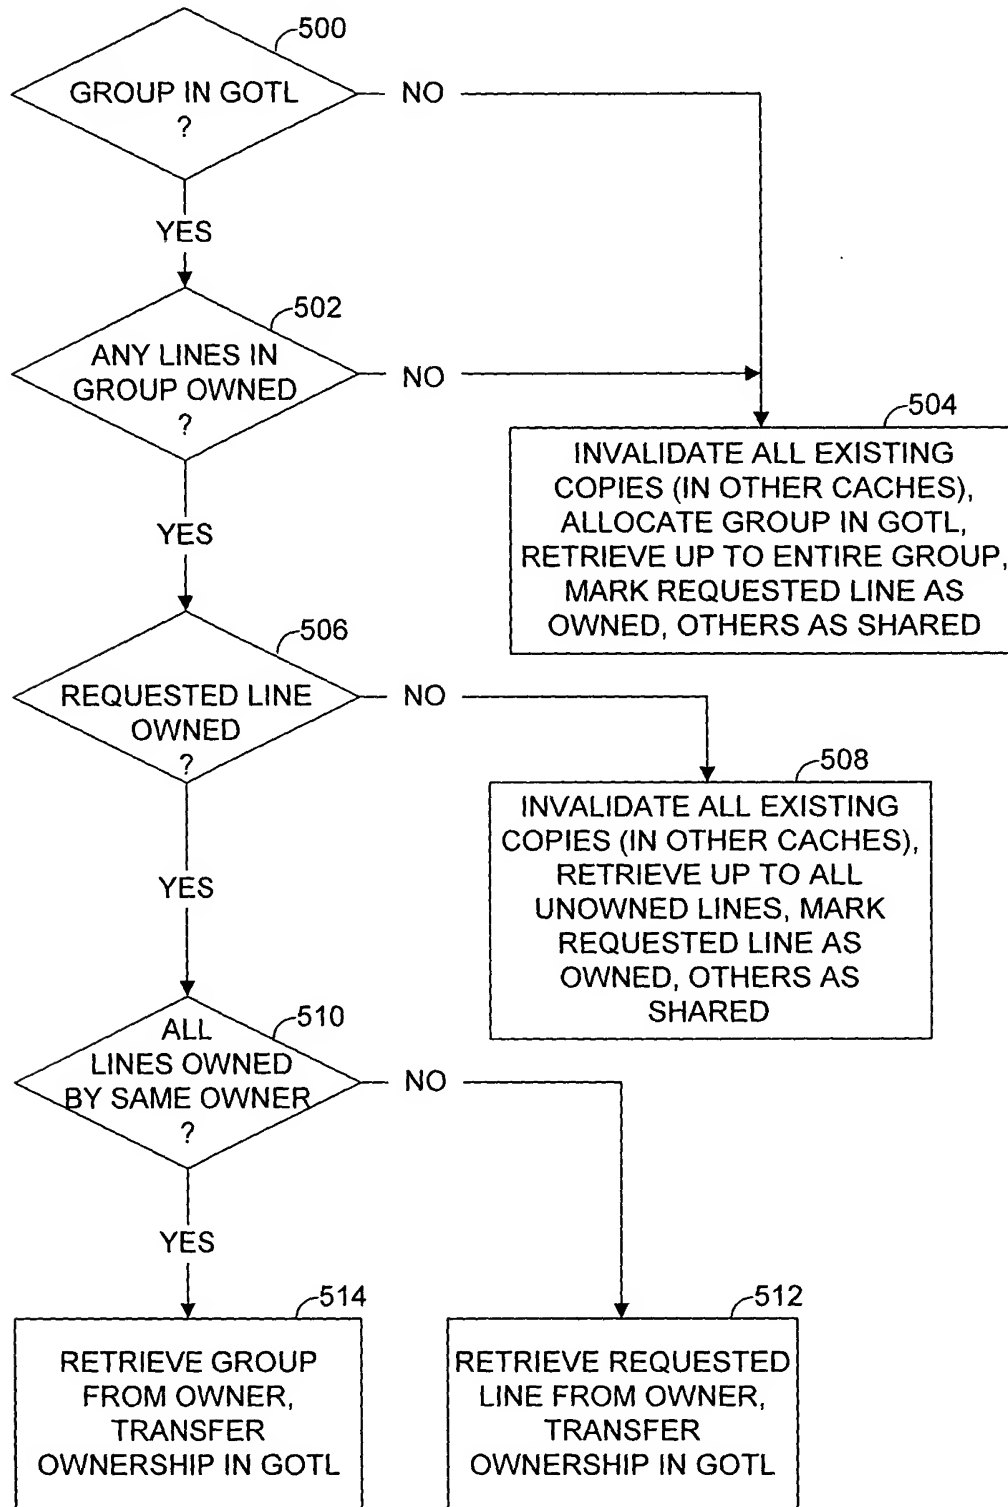 500
GROUP IN GOTL
?
NO
YES
502
ANY LINES IN
GROUP OWNED
?
NO
504
INVALIDATE ALL EXISTING
COPIES (IN OTHER CACHES),
ALLOCATE GROUP IN GOTL,
RETRIEVE UP TO ENTIRE GROUP,
MARK REQUESTED LINE AS
OWNED, OTHERS AS SHARED
YES
506
REQUESTED LINE
OWNED
?
NO
508
INVALIDATE ALL EXISTING
COPIES (IN OTHER CACHES),
RETRIEVE UP TO ALL
UNOWNED LINES, MARK
REQUESTED LINE AS
OWNED, OTHERS AS
SHARED
YES
510
ALL
LINES OWNED
BY SAME OWNER
?
NO
YES
514
RETRIEVE GROUP
FROM OWNER,
TRANSFER
OWNERSHIP IN GOTL
512
RETRIEVE REQUESTED
LINE FROM OWNER,
TRANSFER
OWNERSHIP IN GOTL